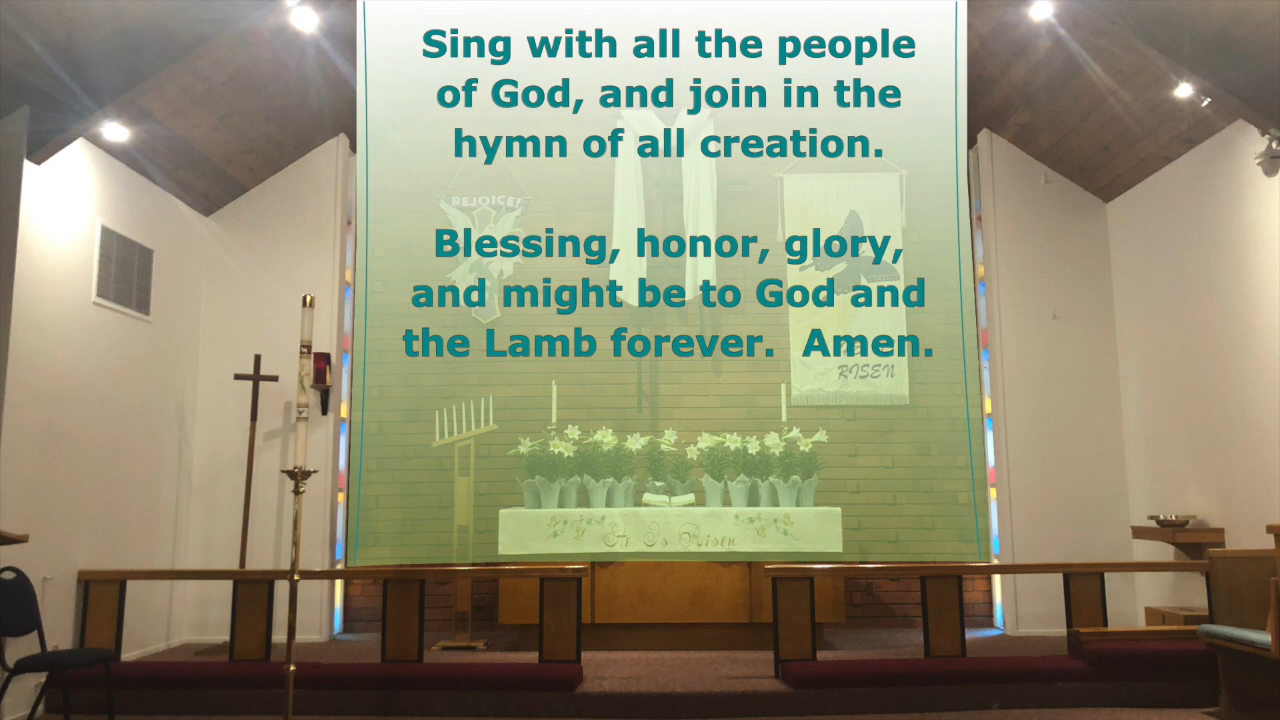 Sing with all the people
of God, and join in the
hymn of all creation.
Blessing, honor, glory,
and might be to God and
the Lamb forever.  Amen.
REJOICE!
RISEN
He Is Risen